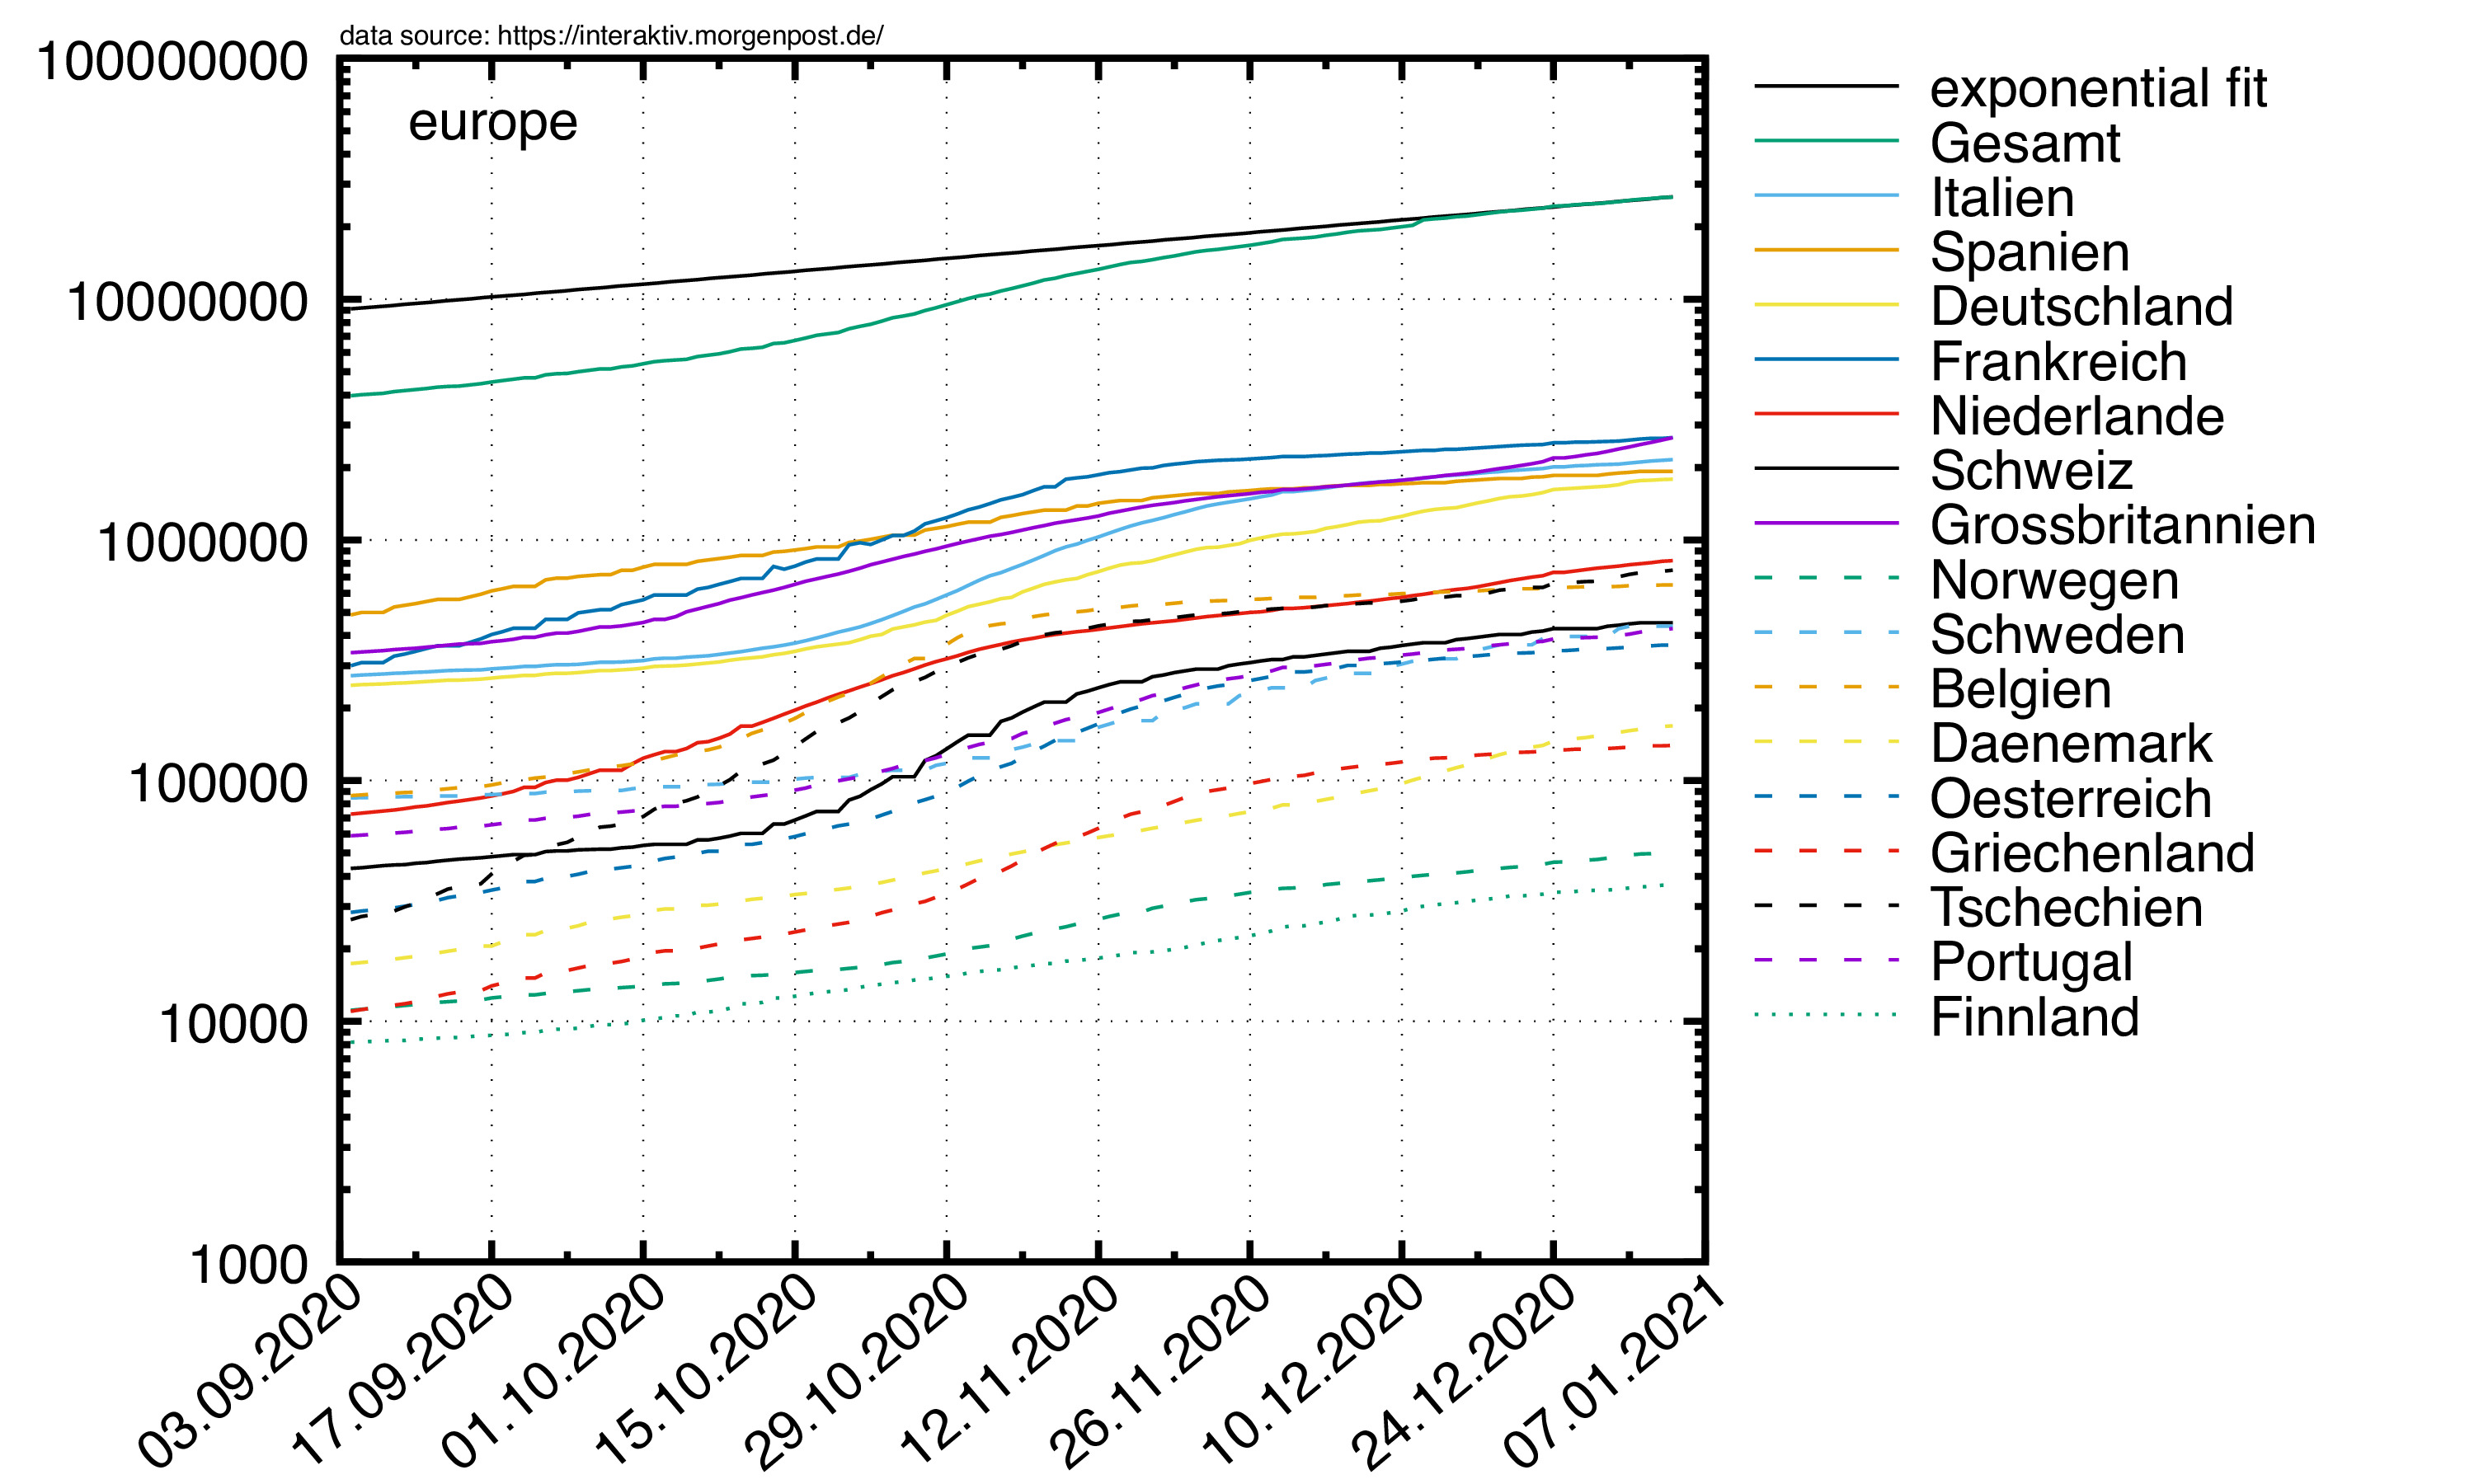 data source: https://interaktiv.morgenpost.de/
europe
100000000
10000000
1000000
100000
10000
1000
03.09.2020
17.09.2020
01.10.2020
15.10.2020
29.10.2020
12.11.2020
26.11.2020
10.12.2020
24.12.2020
07.01.2021
exponential fit
Gesamt
Italien
Spanien
Deutschland
Frankreich
Niederlande
Schweiz
Grossbritannien
Norwegen
Schweden
Belgien
Daenemark
Oesterreich
Griechenland
Tschechien
Portugal
Finnland